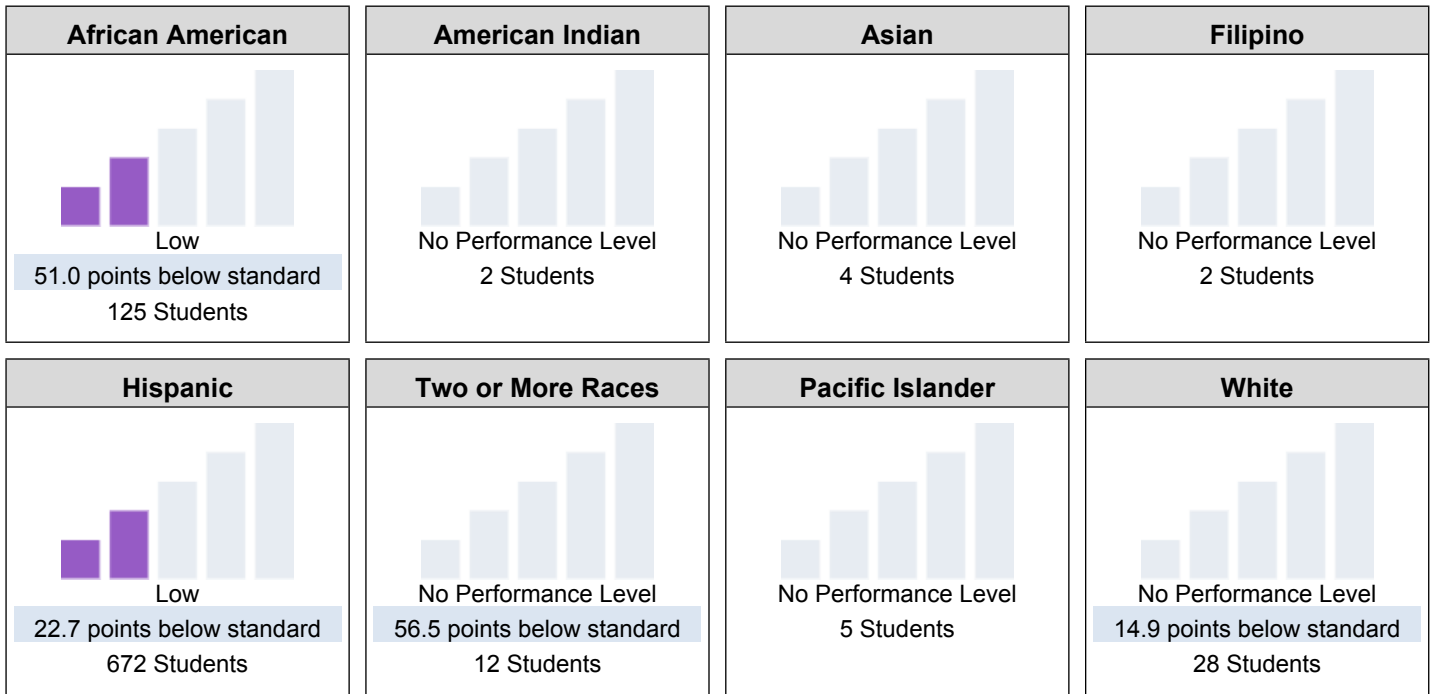 African American
Low
51.0 points below standard
125 Students
American Indian
No Performance Level
2 Students
Asian
No Performance Level
4 Students
Filipino
No Performance Level
2 Students
Hispanic
Low
22.7 points below standard
672 Students
Two or More Races
No Performance Level
56.5 points below standard
12 Students
Pacific Islander
No Performance Level
5 Students
White
No Performance Level
14.9 points below standard
28 Students